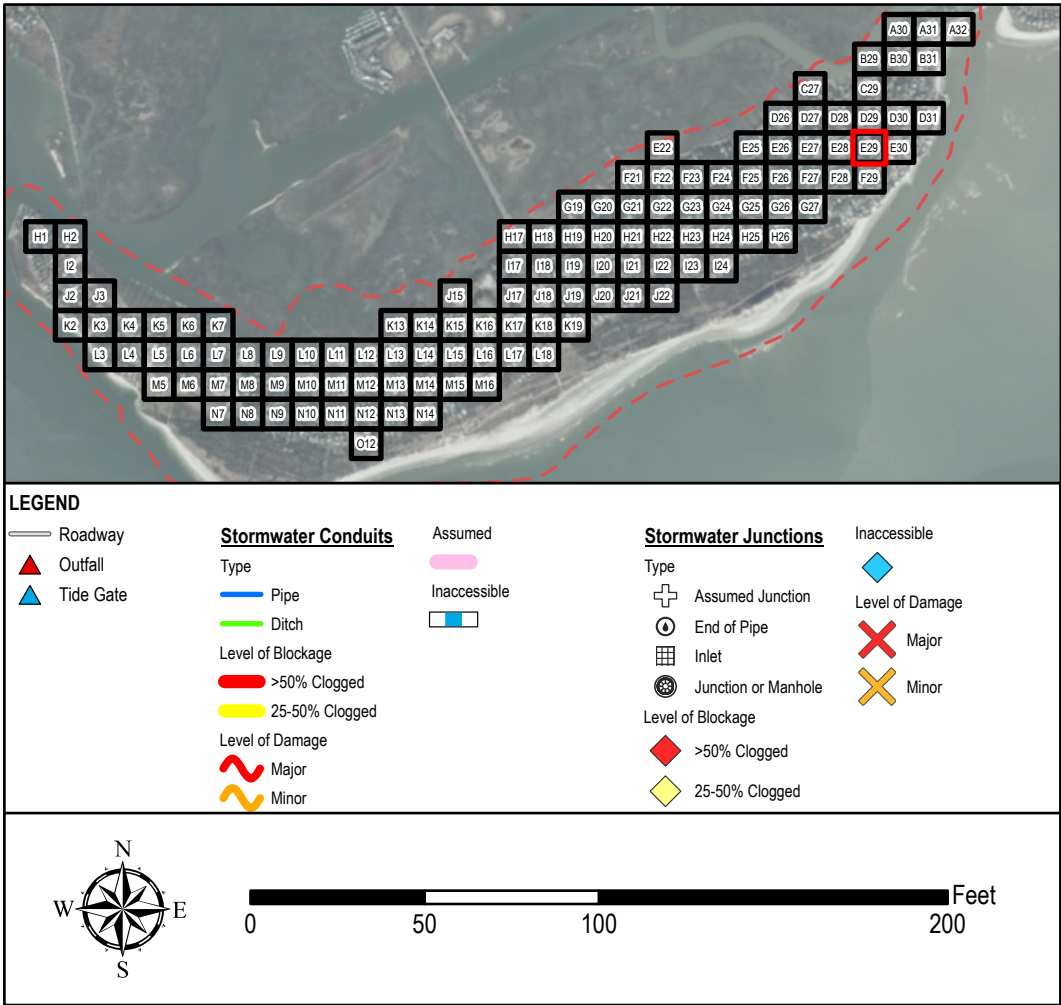 A30 A31 A32
B29 B30 B31
C27 C29
D26 D27 D28 D29 D30 D31
E22 E25 E26 E27 E28 E29 E30
F21 F22 F23 F24 F25 F26 F27 F28 F29
G19 G20 G21 G22 G23 G24 G25 G26 G27
H1 H2 H17 H18 H19 H20 H21 H22 H23 H24 H25 H26
I2 I17 I18 I19 I20 I21 I22 I23 I24
J2 J3 J15 J17 J18 J19 J20 J21 J22
K2 K3 K4 K5 K6 K7 K13 K14 K15 K16 K17 K18 K19
L3 L4 L5 L6 L7 L8 L9 L10 L11 L12 L13 L14 L15 L16 L17 L18
M5 M6 M7 M8 M9 M10 M11 M12 M13 M14 M15 M16
N7 N8 N9 N10 N11 N12 N13 N14
O12
LEGEND
Roadway
Outfall
Tide Gate
Stormwater Conduits
Type
Pipe
Ditch
Level of Blockage
>50% Clogged
25-50% Clogged
Level of Damage
Major
Minor
Assumed
Inaccessible
Stormwater Junctions
Type
Assumed Junction
End of Pipe
Inlet
Junction or Manhole
Level of Blockage
>50% Clogged
25-50% Clogged
Inaccessible
Level of Damage
Major
Minor
N
W E
S
Feet
0 50 100 200